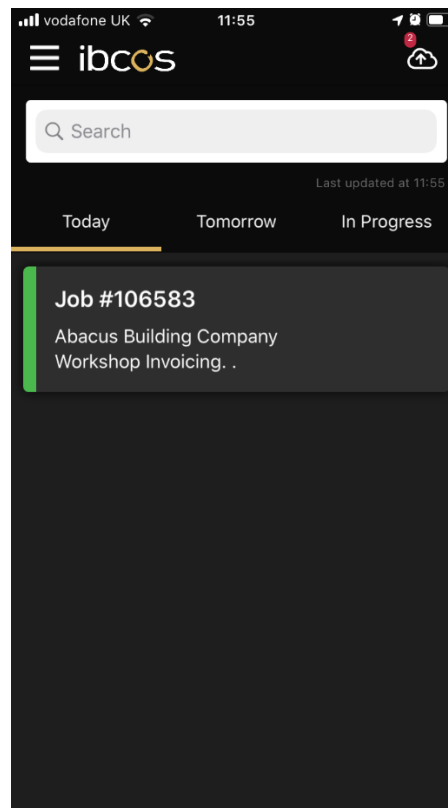 vodafone UK 11:55
ibcos
2
Search
Last updated at 11:55
Today Tomorrow In Progress
Job #106583
Abacus Building Company
Workshop Invoicing. .